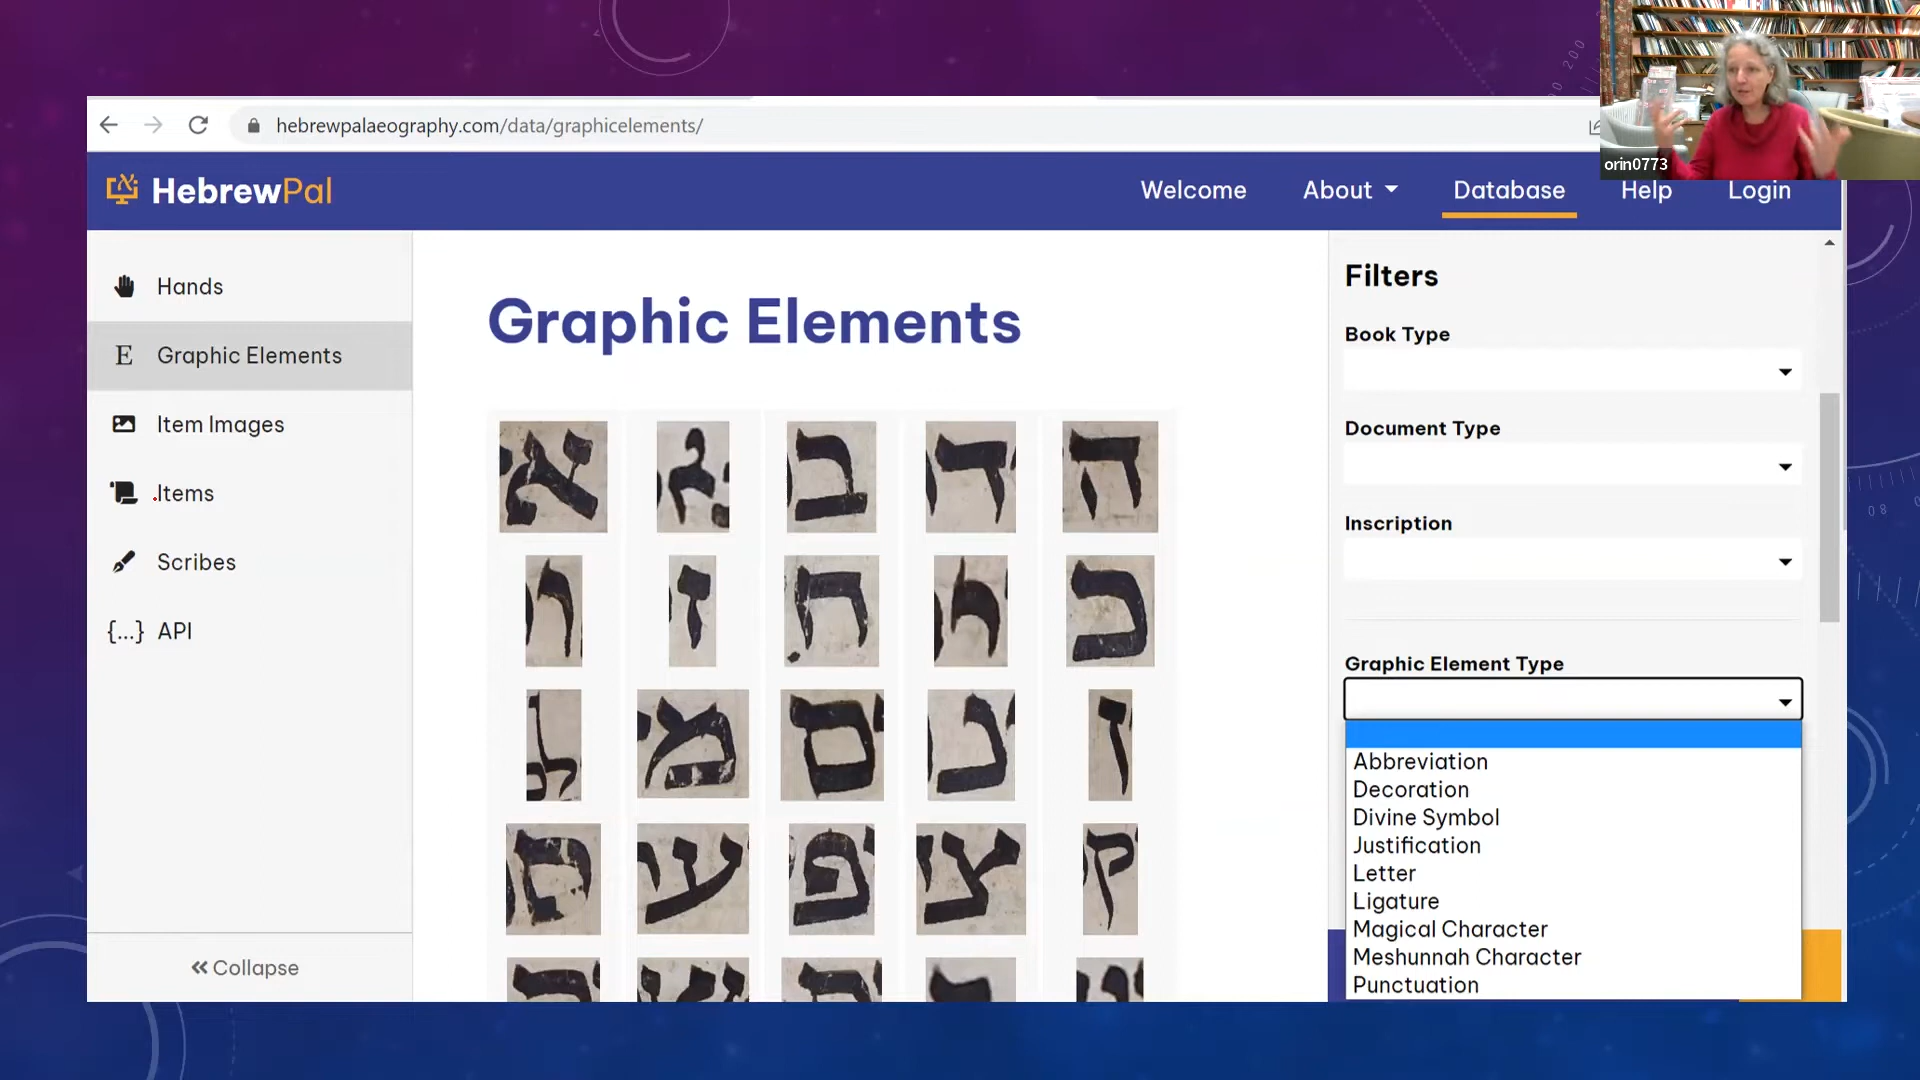 orin0773
hebrewpalaeography.com/data/graphicelements/
HebrewPal
Welcome
About
Database
Help
Login
Hands
Graphic Elements
Item Images
Items
Scribes
{...} API
Collapse
Graphic Elements
א
ב
ד
ה
ז
ח
כ
ל
מ
ם
נ
ן
ס
ע
פ
צ
ק
Filters
Book Type
Document Type
Inscription
Graphic Element Type
Abbreviation
Decoration
Divine Symbol
Justification
Letter
Ligature
Magical Character
Meshunnah Character
Punctuation
200
80